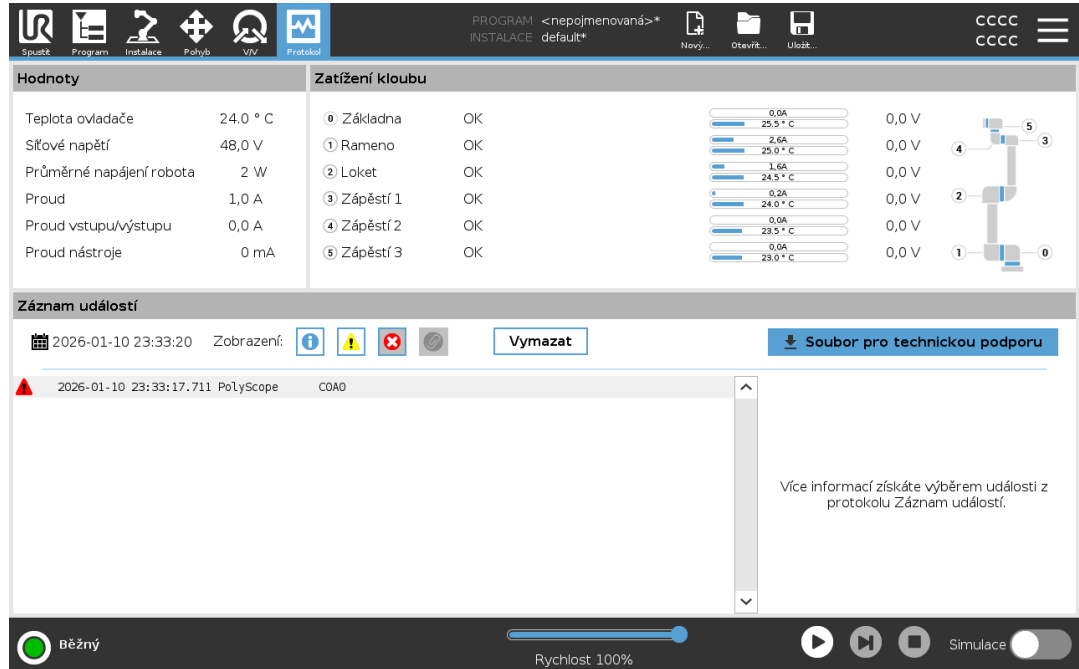 PROGRAM <nepojmenovaná>*
INSTALACE default*
Spustit Program Instalace Pohyb V/V Protokol Nový... Otevřít... Uložit...
CCCC
CCCC
Hodnoty
Zatížení kloubu
Teplota ovladače 24.0 ° C
Síťové napětí 48,0 V
Průměrné napájení robota 2 W
Proud 1,0 A
Proud vstupu/výstupu 0,0 A
Proud nástroje 0 mA
0 Základna OK 0,0A 25.5 ° C 0,0 V
1 Rameno OK 2,6A 25.0 ° C 0,0 V
2 Loket OK 1,6A 24.5 ° C 0,0 V
3 Zápěstí 1 OK 0,2A 24.0 ° C 0,0 V
4 Zápěstí 2 OK 0,0A 23.5 ° C 0,0 V
5 Zápěstí 3 OK 0,0A 23.0 ° C 0,0 V
5
4 3
2
1 0
Záznam událostí
2026-01-10 23:33:20 Zobrazení: Vymazat Soubor pro technickou podporu
2026-01-10 23:33:17.711 PolyScope C0A0
Více informací získáte výběrem události z
protokolu Záznam událostí.
Běžný
Rychlost 100%
Simulace